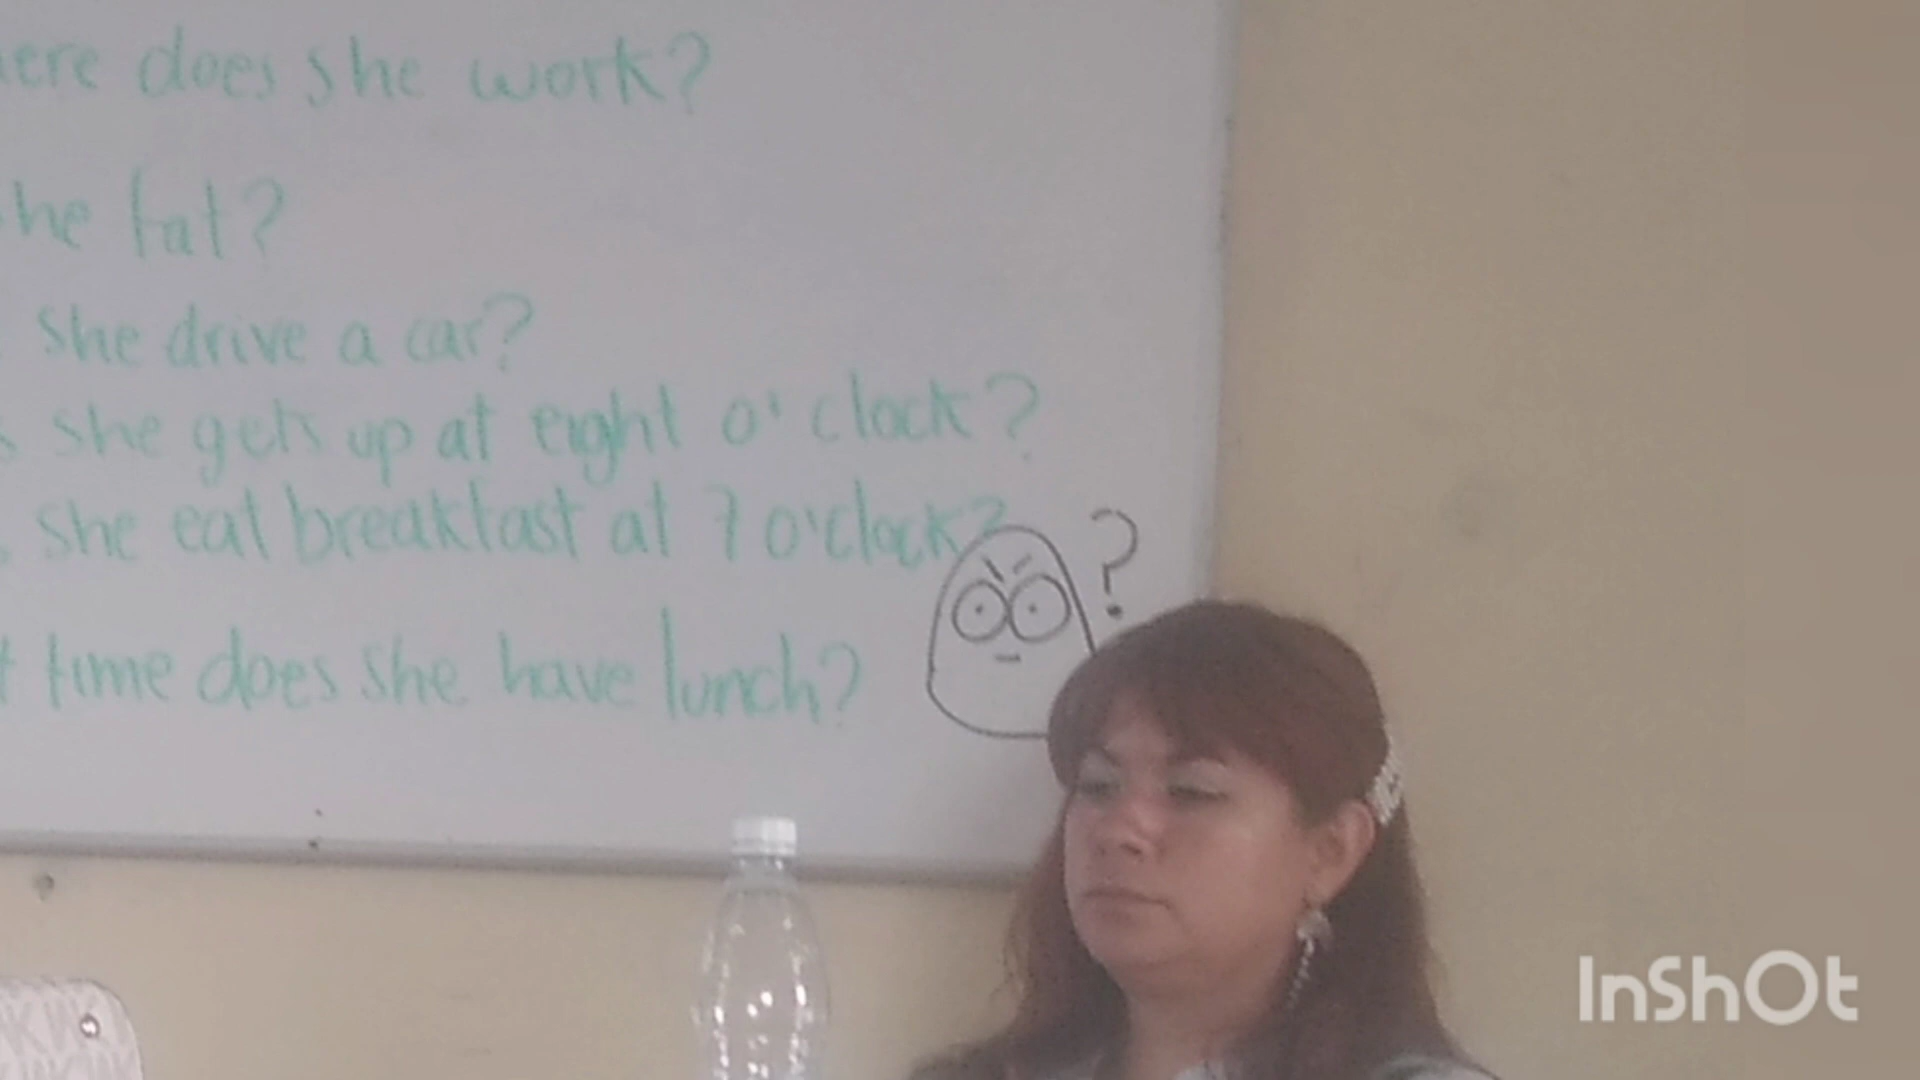 ere does she work?
he fat?
she drive a car?
s she gets up at eight o'clock?
she eat breakfast at 7 o'clock?
?
t time does she have lunch?
InShOt